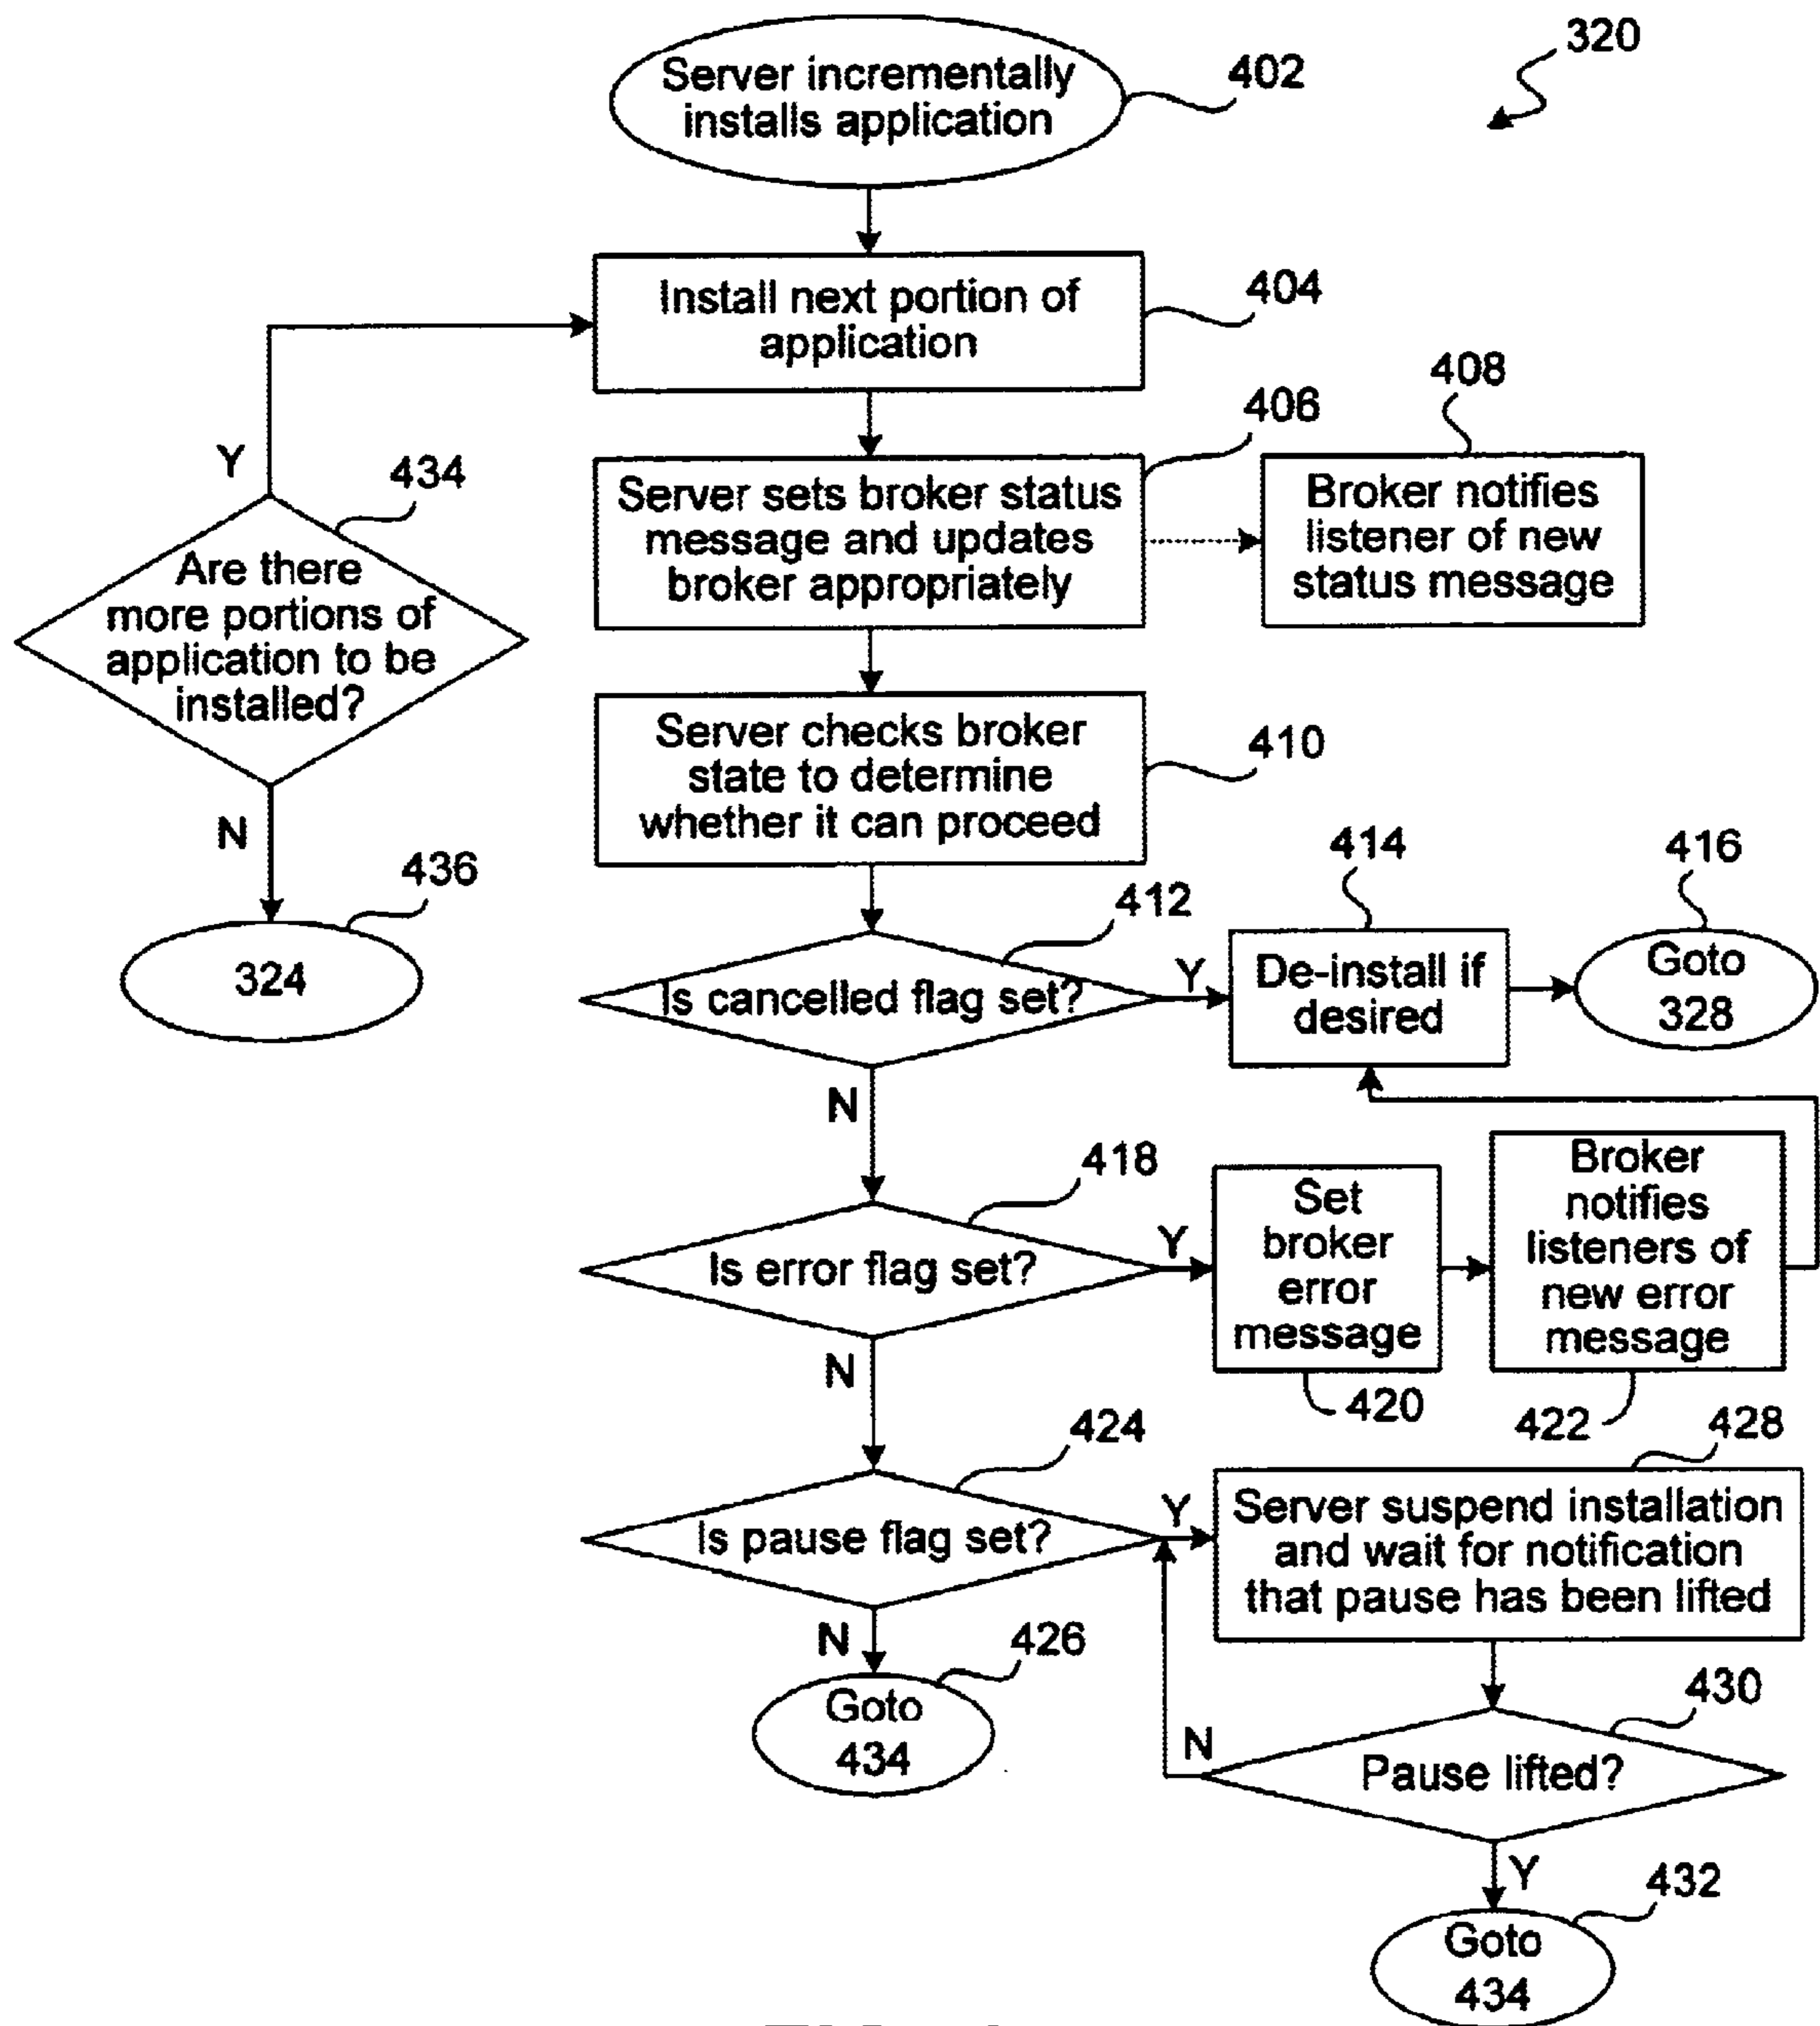 320
Server incrementally
installs application
402
Install next portion of
application
404
406
408
Server sets broker status
message and updates
broker appropriately
Broker notifies
listener of new
status message
Y
434
Are there
more portions of
application to be
installed?
N
436
324
Server checks broker
state to determine
whether it can proceed
410
412
Is cancelled flag set?
Y
414
De-install if
desired
416
Goto
328
N
418
Is error flag set?
Y
Set
broker
error
message
420
Broker
notifies
listeners of
new error
message
422
N
424
Is pause flag set?
Y
428
Server suspend installation
and wait for notification
that pause has been lifted
N
426
Goto
434
430
Pause lifted?
N
Y
432
Goto
434